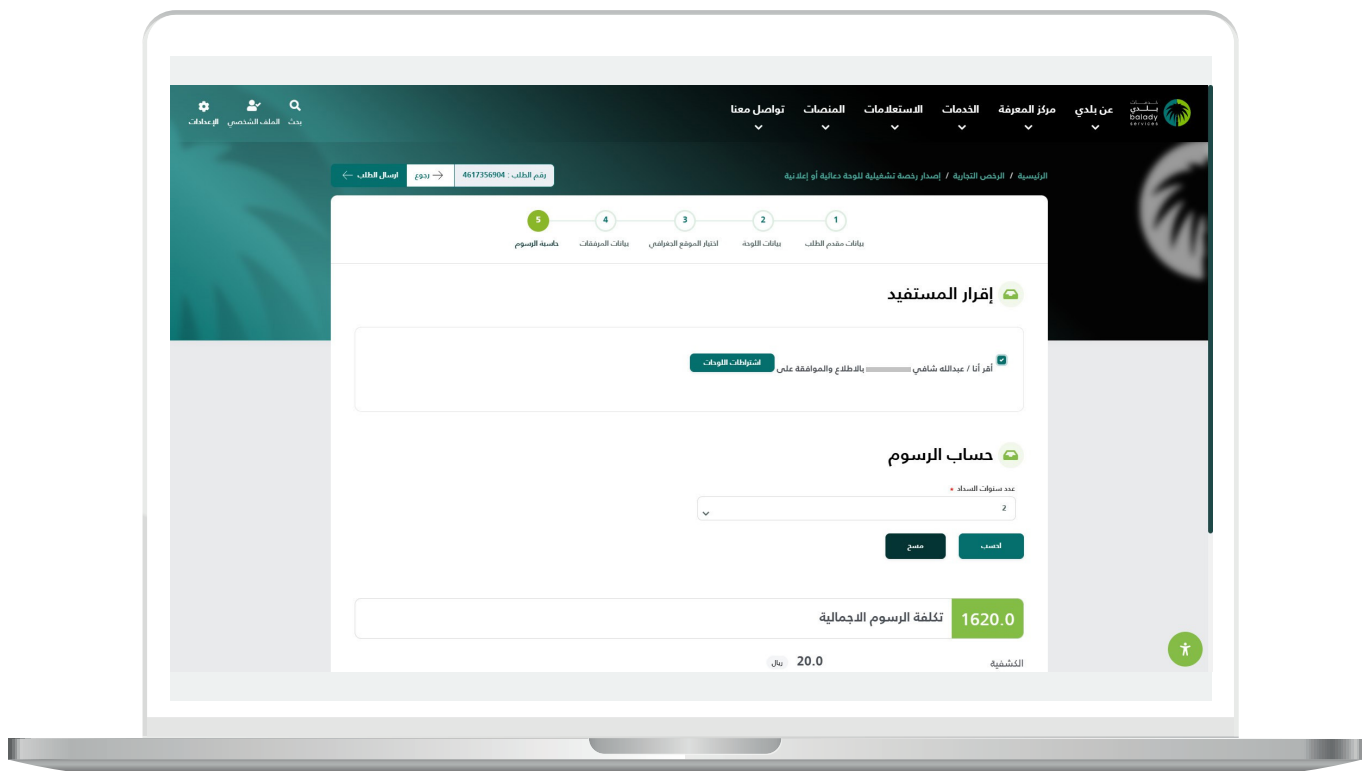 خدمات
بلدي
balady
services
عن بلدي
مركز المعرفة
الخدمات
الاستعلامات
المنصات
تواصل معنا
بحث
الملف الشخصي
الإعدادات
الرئيسية / الرخص التجارية / إصدار رخصة تشغيلية للوحة دعائية أو إعلانية
رقم الطلب : 4617356904
رجوع
ارسال الطلب
1 2 3 4 5
بيانات مقدم الطلب
بيانات اللوحة
اختيار الموقع الجغرافي
بيانات المرفقات
حاسبة الرسوم
إقرار المستفيد
أقر أنا / عبدالله شافي بالاطلاع والموافقة على اشتراطات اللوحات
حساب الرسوم
عدد سنوات السداد *
2
احسب
مسح
1620.0 تكلفة الرسوم الاجمالية
الكشفية 20.0 ريال